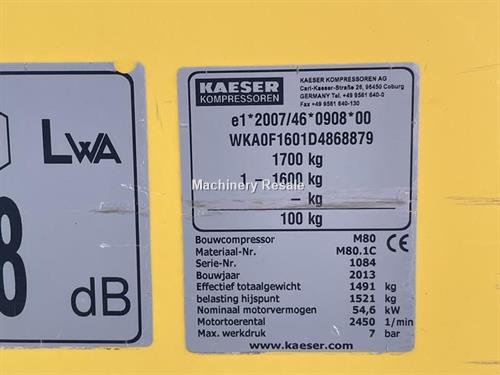 LWA
8
dB
KAESER
KOMPRESSOREN
KAESER KOMPRESSOREN AG
Carl-Kaeser-Straße 26, 96450 Coburg
GERMANY Tel. +49 9561 640-0
Fax +49 9561 640-130
e1*2007/46*0908*00
WKA0F1601D4868879
1700 kg
Machinery Resale
1 - 1600 kg
- kg
100 kg
Bouwcompressor M80
Materiaal-Nr. M80.1C CE
Serie-Nr. 1084
Bouwjaar 2013
Effectief totaalgewicht 1491 kg
belasting hijspunt 1521 kg
Nominaal motorvermogen 54,6 kW
Motortoerental 2450 1/min
Max. werkdruk 7 bar
www.kaeser.com